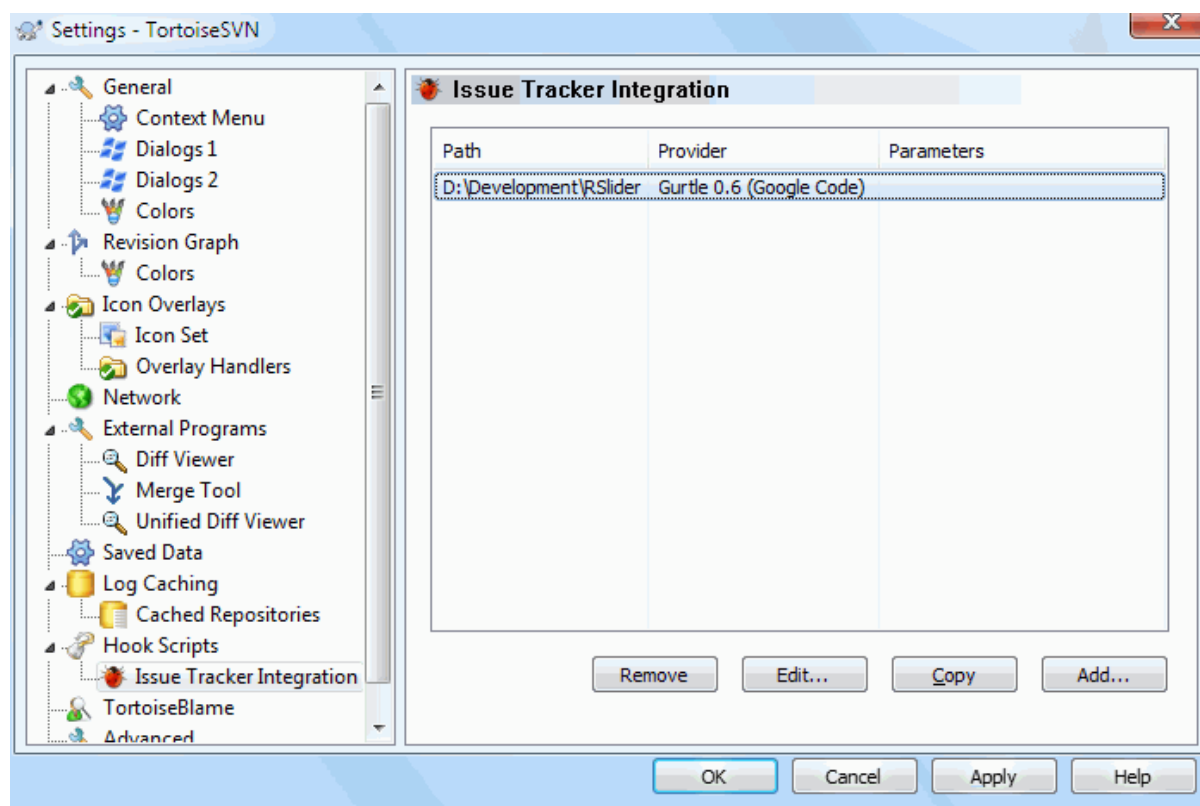 Settings - TortoiseSVN
General
Context Menu
Dialogs 1
Dialogs 2
Colors
Revision Graph
Colors
Icon Overlays
Icon Set
Overlay Handlers
Network
External Programs
Diff Viewer
Merge Tool
Unified Diff Viewer
Saved Data
Log Caching
Cached Repositories
Hook Scripts
Issue Tracker Integration
TortoiseBlame
Advanced
Issue Tracker Integration
Path Provider Parameters
D:\Development\RSlider Gurtle 0.6 (Google Code)
Remove Edit... Copy Add...
OK Cancel Apply Help